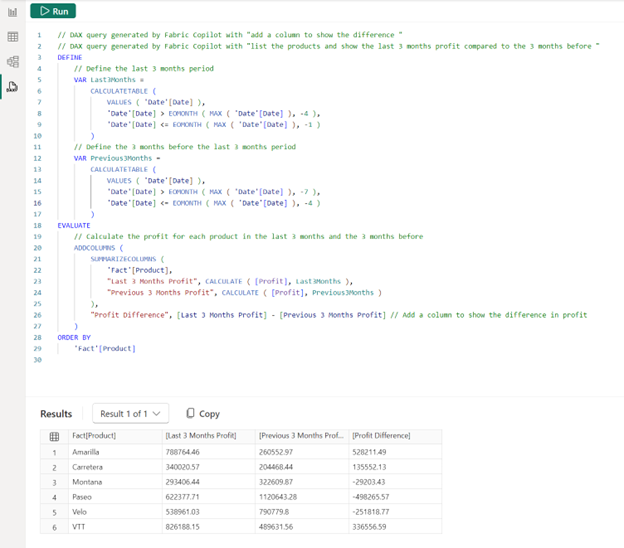 Run
1 // DAX query generated by Fabric Copilot with "add a column to show the difference "
2 // DAX query generated by Fabric Copilot with "list the products and show the last 3 months profit compared to the 3 months before "
3 DEFINE
4 // Define the last 3 months period
5 VAR Last3Months =
6 CALCULATETABLE (
7 VALUES ( 'Date'[Date] ),
8 'Date'[Date] > EOMONTH ( MAX ( 'Date'[Date] ), -4 ),
9 'Date'[Date] <= EOMONTH ( MAX ( 'Date'[Date] ), -1 )
10 )
11 // Define the 3 months before the last 3 months period
12 VAR Previous3Months =
13 CALCULATETABLE (
14 VALUES ( 'Date'[Date] ),
15 'Date'[Date] > EOMONTH ( MAX ( 'Date'[Date] ), -7 ),
16 'Date'[Date] <= EOMONTH ( MAX ( 'Date'[Date] ), -4 )
17 )
18 EVALUATE
19 // Calculate the profit for each product in the last 3 months and the 3 months before
20 ADDCOLUMNS (
21 SUMMARIZECOLUMNS (
22 'Fact'[Product],
23 "Last 3 Months Profit", CALCULATE ( [Profit], Last3Months ),
24 "Previous 3 Months Profit", CALCULATE ( [Profit], Previous3Months )
25 ),
26 "Profit Difference", [Last 3 Months Profit] - [Previous 3 Months Profit] // Add a column to show the difference in profit
27 )
28 ORDER BY
29 'Fact'[Product]
30
Results Result 1 of 1 Copy
Fact[Product] [Last 3 Months Profit] [Previous 3 Months Prof... [Profit Difference]
1 Amarilla 788764.46 260552.97 528211.49
2 Carretera 340020.57 204468.44 135552.13
3 Montana 293406.44 322609.87 -29203.43
4 Paseo 622377.71 1120643.28 -498265.57
5 Velo 538961.03 790779.8 -251818.77
6 VTT 826188.15 489631.56 336556.59